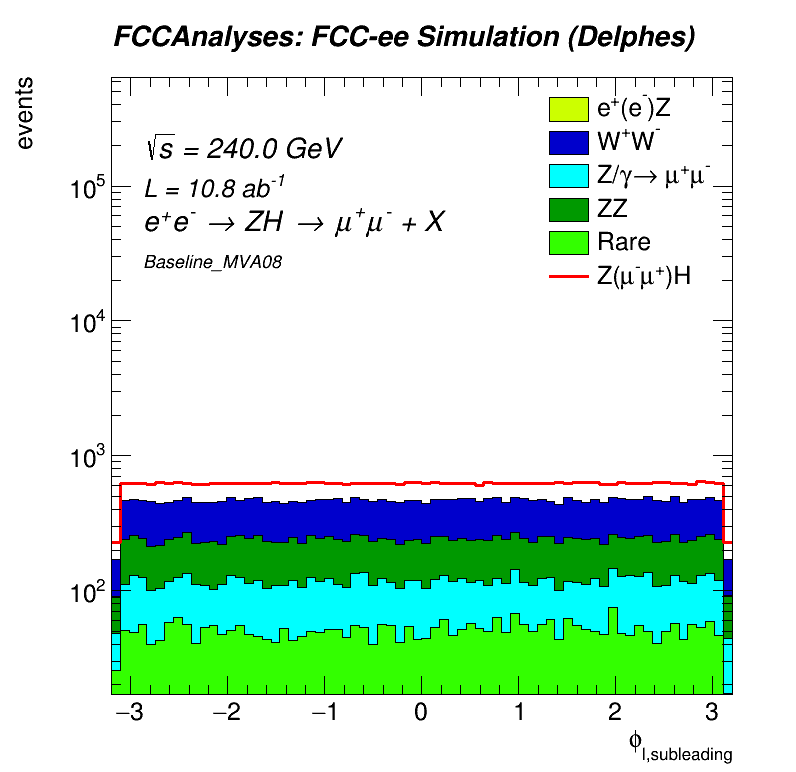 FCCAnalyses: FCC-ee Simulation (Delphes)
events
√s = 240.0 GeV
L = 10.8 ab⁻¹
e⁺e⁻ → ZH → μ⁺μ⁻ + X
Baseline_MVA08
e⁺(e⁻)Z
W⁺W⁻
Z/γ→ μ⁺μ⁻
ZZ
Rare
Z(μ⁻μ⁺)H
10⁵
10⁴
10³
10²
−3 −2 −1 0 1 2 3
ϕl,subleading